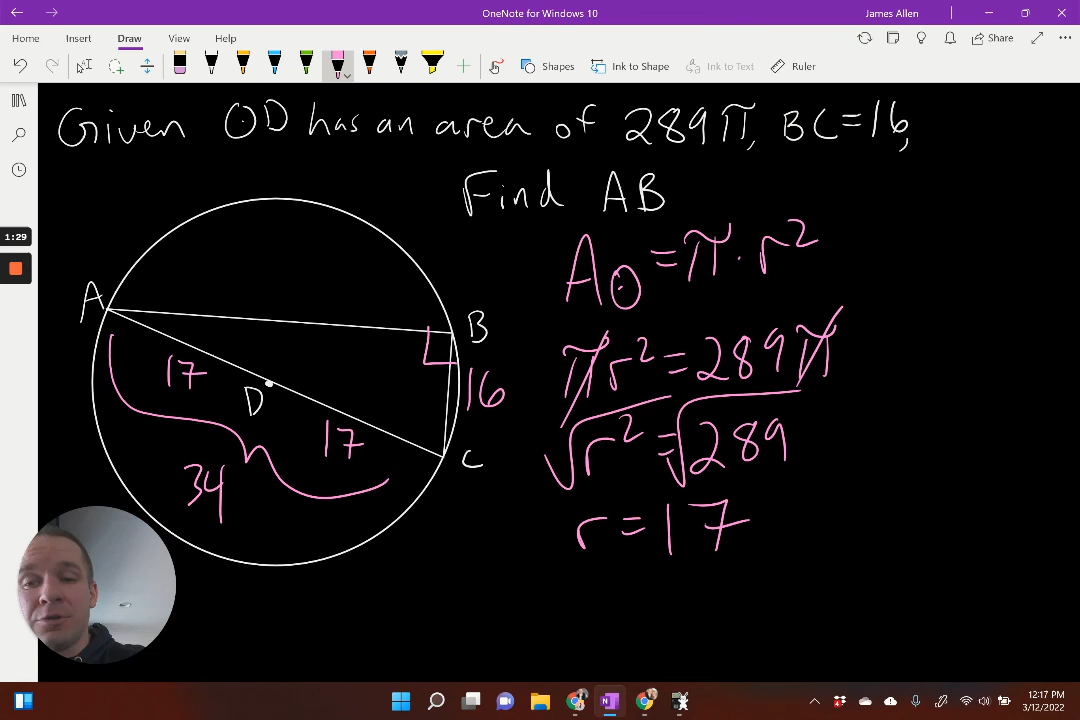 OneNote for Windows 10
James Allen
Home Insert Draw View Help
Share
Shapes Ink to Shape Ink to Text Ruler
Given ⊙D has an area of 289π, BC=16,
Find AB
A⊙ = π · r²
πr² = 289π
√r² = √289
r = 17
A
B
17
16
D
17
C
34
1:29
12:17 PM
3/12/2022